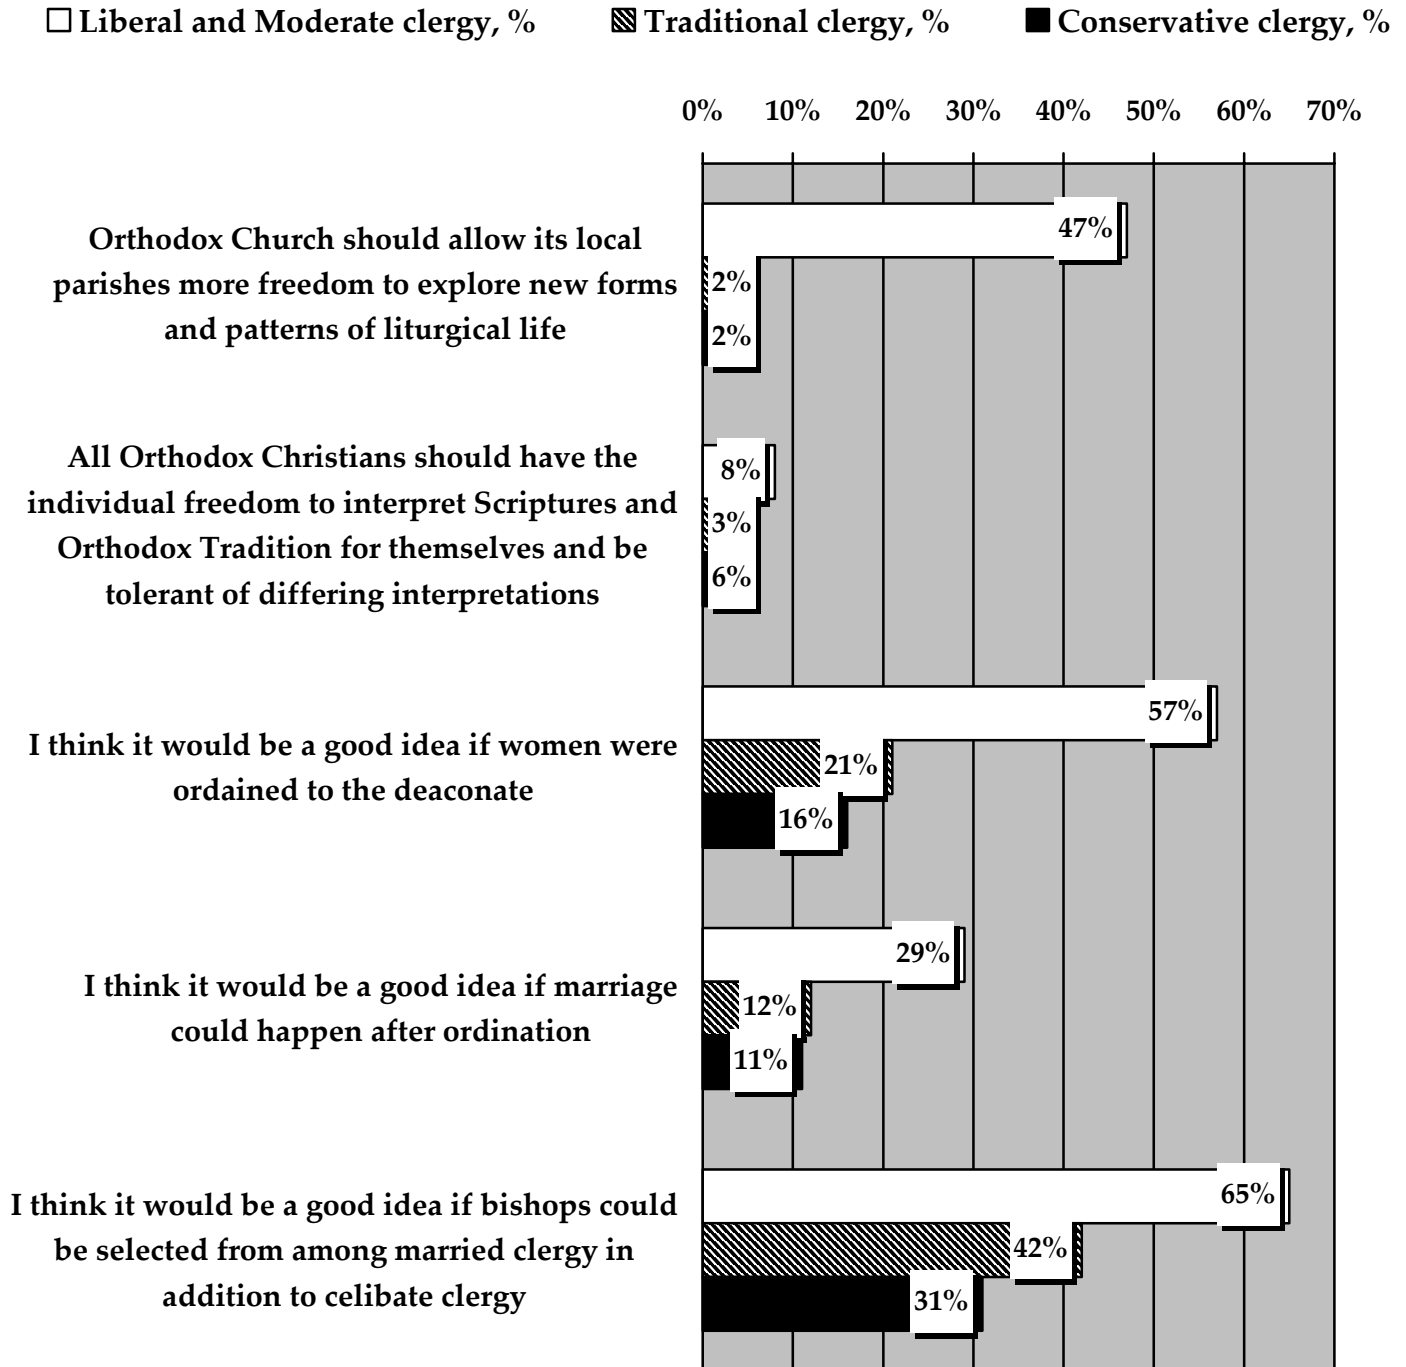 Liberal and Moderate clergy, % Traditional clergy, % Conservative clergy, %
0% 10% 20% 30% 40% 50% 60% 70%
Orthodox Church should allow its local
parishes more freedom to explore new forms
and patterns of liturgical life
47%
2%
2%
All Orthodox Christians should have the
individual freedom to interpret Scriptures and
Orthodox Tradition for themselves and be
tolerant of differing interpretations
8%
3%
6%
I think it would be a good idea if women were
ordained to the deaconate
57%
21%
16%
I think it would be a good idea if marriage
could happen after ordination
29%
12%
11%
I think it would be a good idea if bishops could
be selected from among married clergy in
addition to celibate clergy
65%
42%
31%